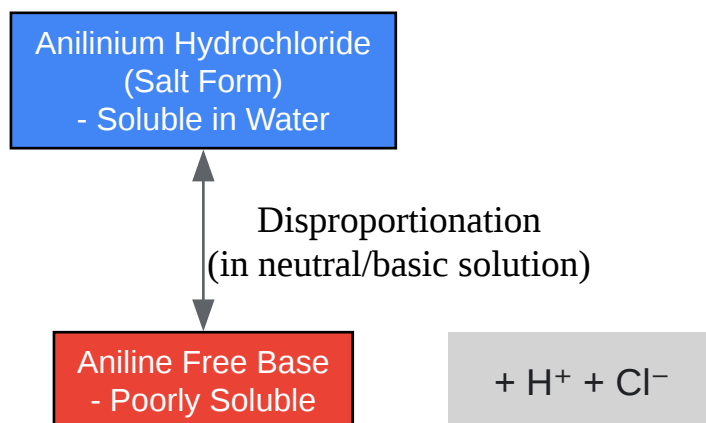 Anilinium Hydrochloride
(Salt Form)
- Soluble in Water
Disproportionation
(in neutral/basic solution)
Aniline Free Base
- Poorly Soluble
+ H⁺ + Cl⁻